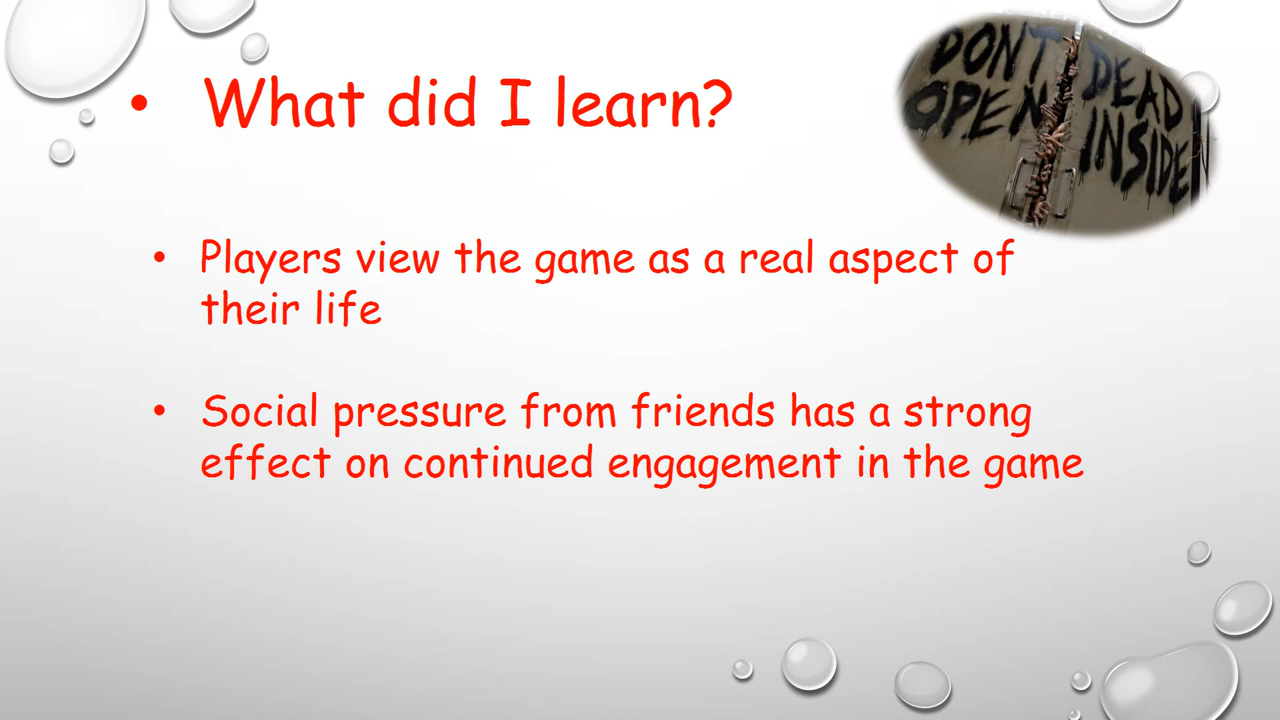 • What did I learn?
DONT DEAD
OPEN INSIDE
• Players view the game as a real aspect of
their life
• Social pressure from friends has a strong
effect on continued engagement in the game